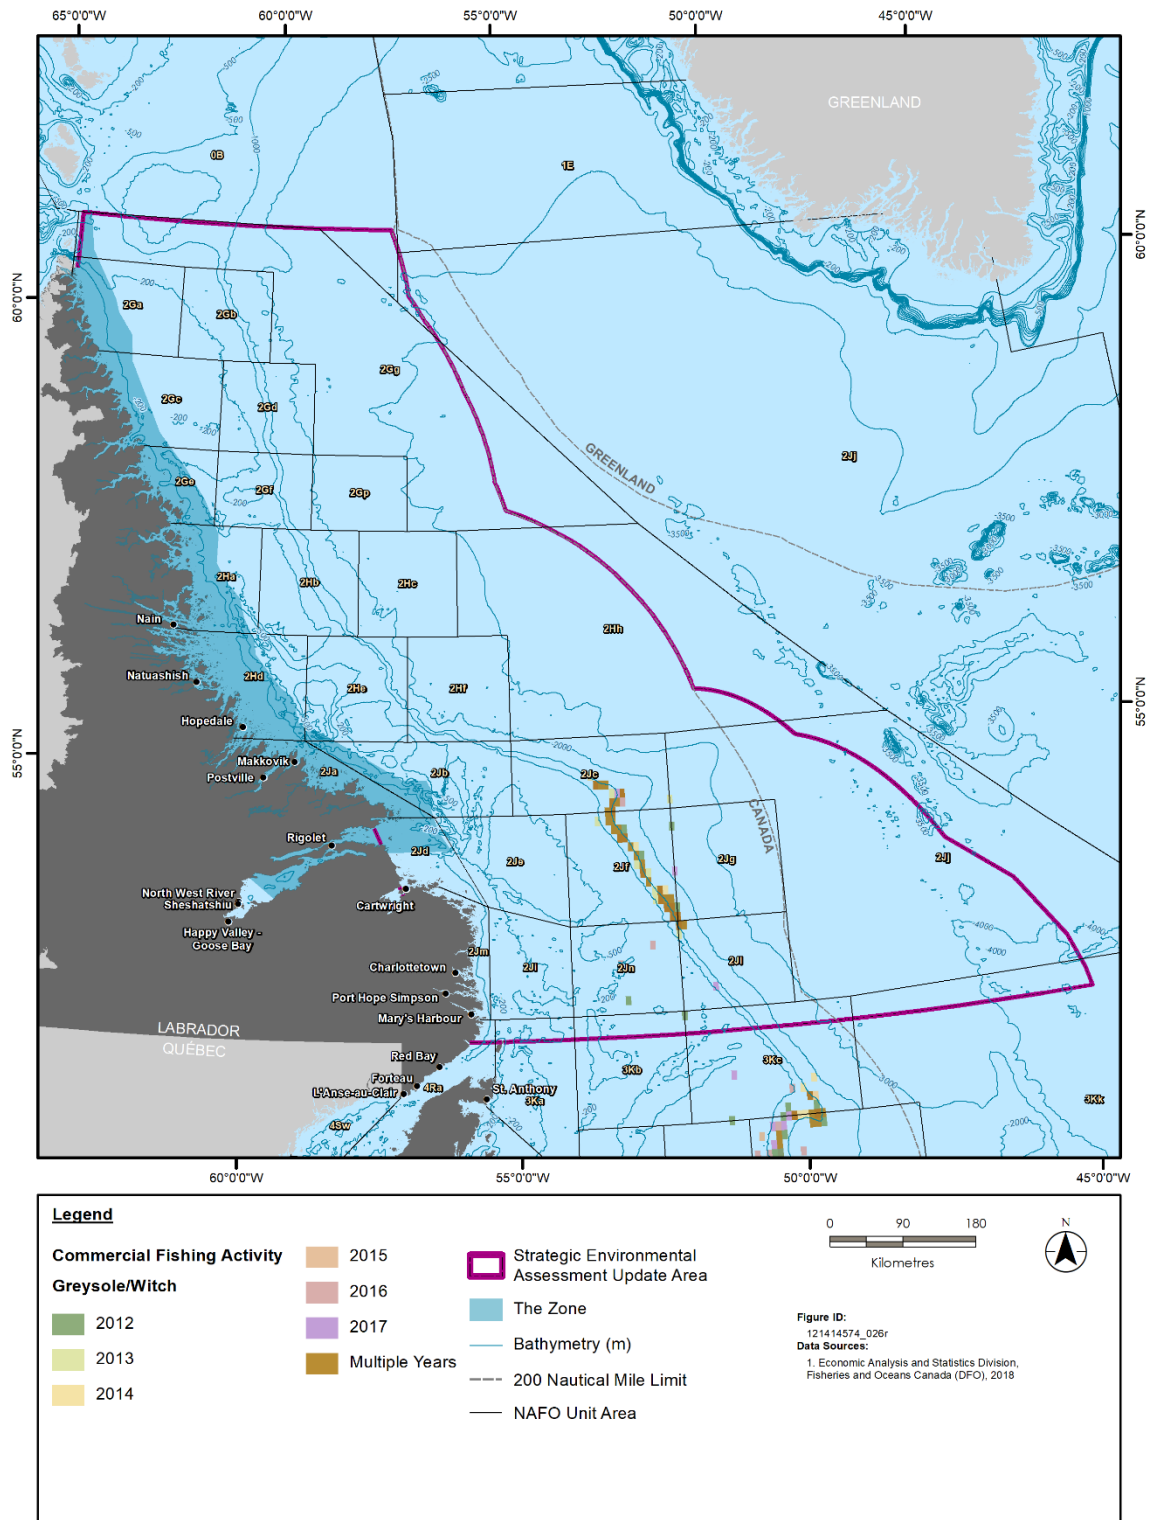 65°0'0"W 60°0'0"W 55°0'0"W 50°0'0"W 45°0'0"W
GREENLAND
0B
1E
60°0'0"N
60°0'0"N
2Ga
2Gb
2Gg
2Gc
2Gd
2Jj
GREENLAND
2Ge
2Gf
2Gp
2Ha
2Hb
2Hc
Nain
2Hh
Natuashish
2Hd
2He
2Hf
55°0'0"N
Hopedale
55°0'0"N
Makkovik
2Ja
2Jb
2Jc
Postville
CANADA
Rigolet
2Jd
2Je
2Jf
2Jg
2Jj
North West River
Sheshatshiu
Cartwright
Happy Valley -
Goose Bay
2Jm
Charlottetown
2Jl
2Jn
2Jl
Port Hope Simpson
Mary's Harbour
LABRADOR
QUÉBEC
Red Bay
3Kb
3Kc
Forteau
L'Anse-au-Clair
4Ra
St. Anthony
3Ka
3Kk
4Sw
60°0'0"W 55°0'0"W 50°0'0"W 45°0'0"W
Legend
Commercial Fishing Activity
Greysole/Witch
2012
2013
2014
2015
2016
2017
Multiple Years
Strategic Environmental
Assessment Update Area
The Zone
Bathymetry (m)
200 Nautical Mile Limit
NAFO Unit Area
0 90 180
Kilometres
N
Figure ID:
121414574_026r
Data Sources:
1. Economic Analysis and Statistics Division,
Fisheries and Oceans Canada (DFO), 2018